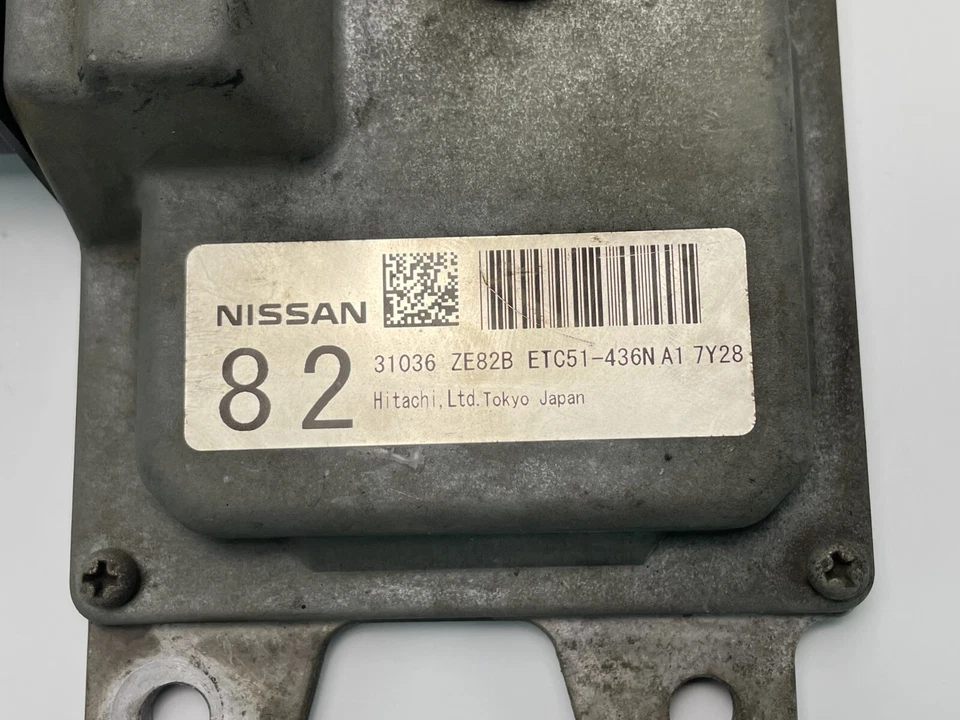 NISSAN
82
31036 ZE82B ETC51-436N A1 7Y28
Hitachi,Ltd.Tokyo Japan